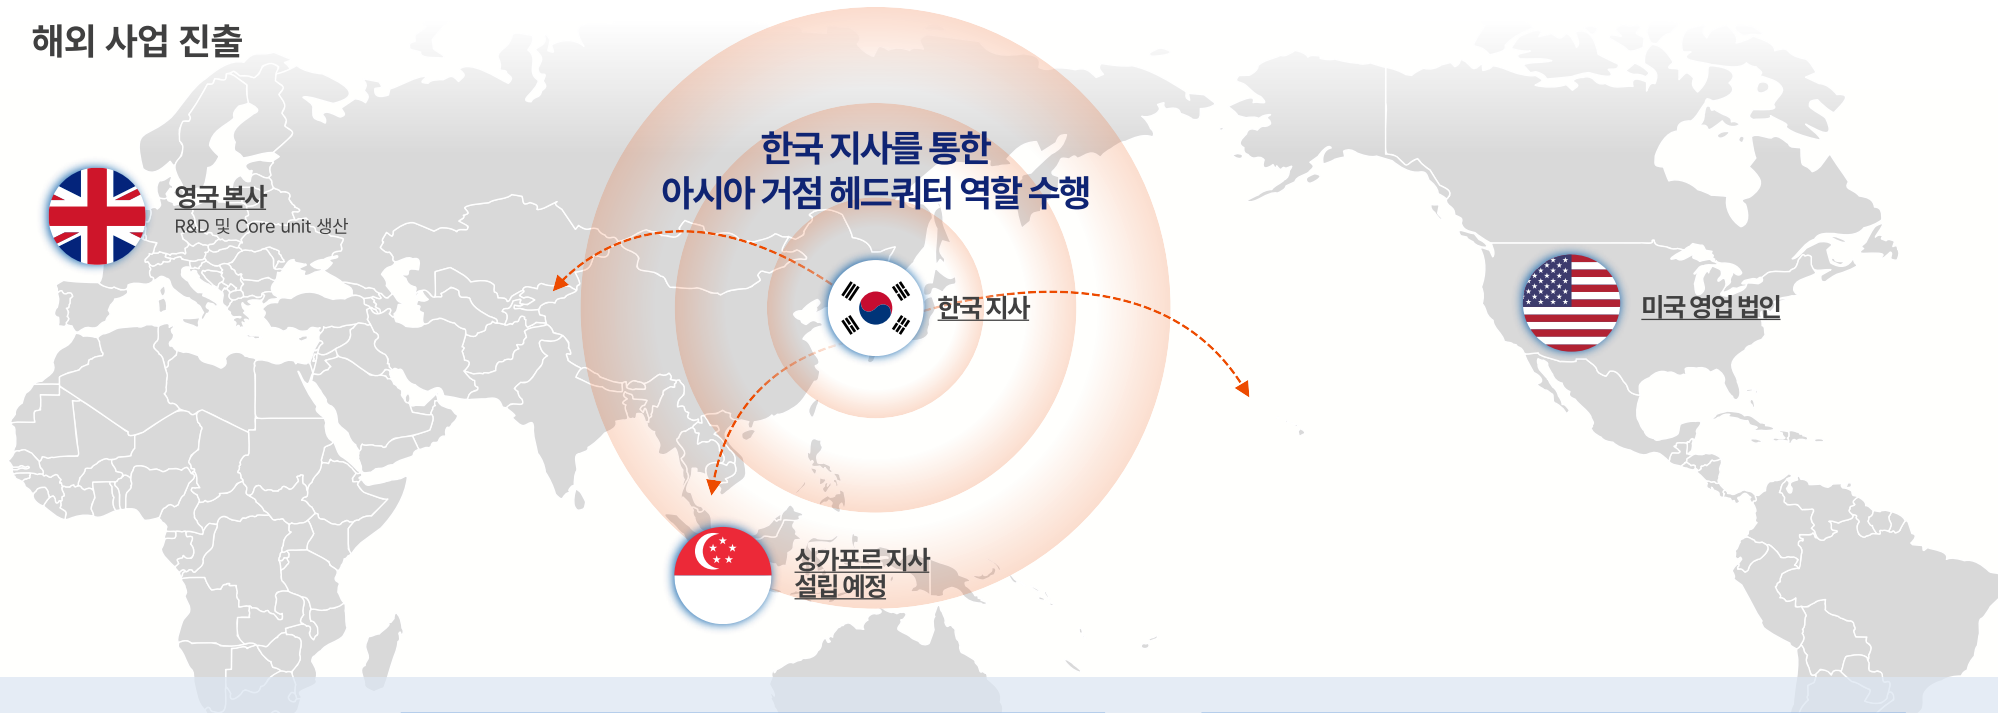 해외 사업 진출
한국 지사를 통한
아시아 거점 헤드쿼터 역할 수행
영국 본사
R&D 및 Core unit 생산
한국 지사
미국 영업 법인
싱가포르 지사
설립 예정